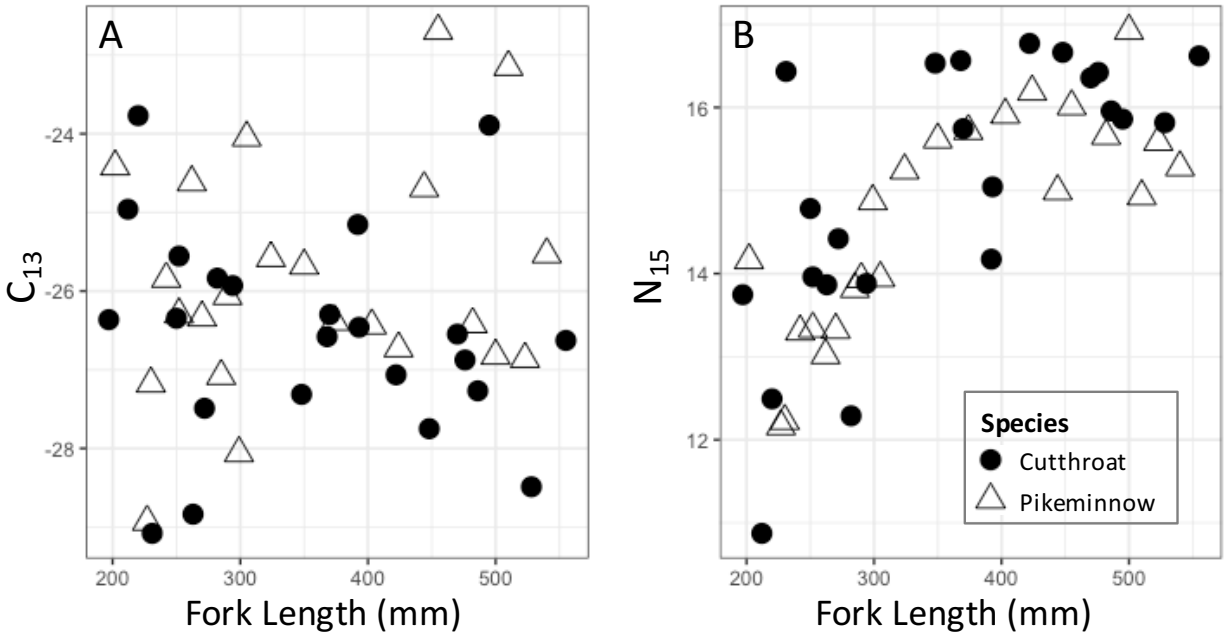 A
C13
-24
-26
-28
200
300
400
500
Fork Length (mm)
B
N15
16
14
12
200
300
400
500
Fork Length (mm)
Species
Cutthroat
Pikeminnow